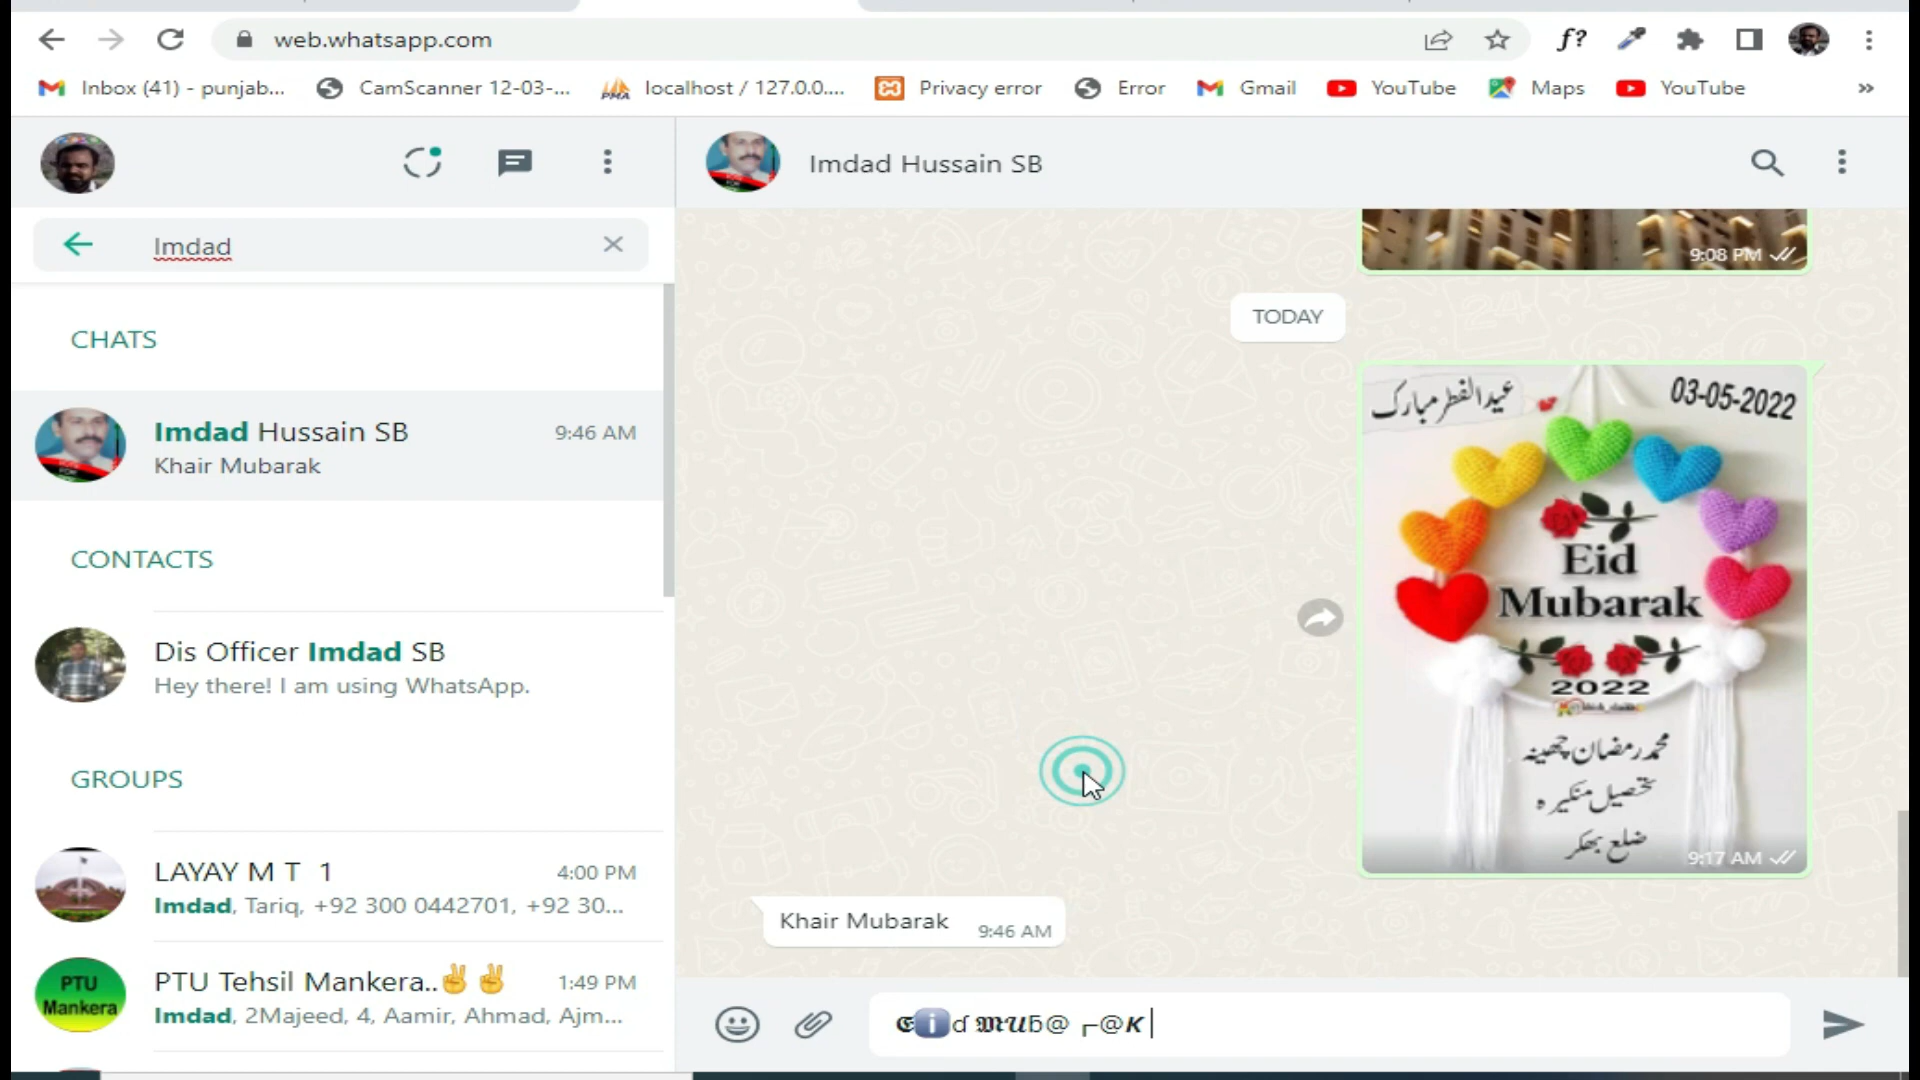 web.whatsapp.com
f?
Inbox (41) - punjab...
CamScanner 12-03-...
localhost / 127.0.0....
Privacy error
Error
Gmail
YouTube
Maps
YouTube
»
Imdad
CHATS
Imdad Hussain SB
9:46 AM
Khair Mubarak
CONTACTS
Dis Officer Imdad SB
Hey there! I am using WhatsApp.
GROUPS
LAYAY M T 1
4:00 PM
Imdad, Tariq, +92 300 0442701, +92 30...
PTU
Mankera
PTU Tehsil Mankera..✌✌
1:49 PM
Imdad, 2Majeed, 4, Aamir, Ahmad, Ajm...
Imdad Hussain SB
9:08 PM
TODAY
عیدالفطر مبارک
03-05-2022
Eid
Mubarak
2022
محمد رمضان چھینہ
تحصیل منکیرہ
ضلع بھکر
9:17 AM
Khair Mubarak
9:46 AM
𝕰ℹ️ɗ 𝕸𝑼ƃ@ ┌@𝑲